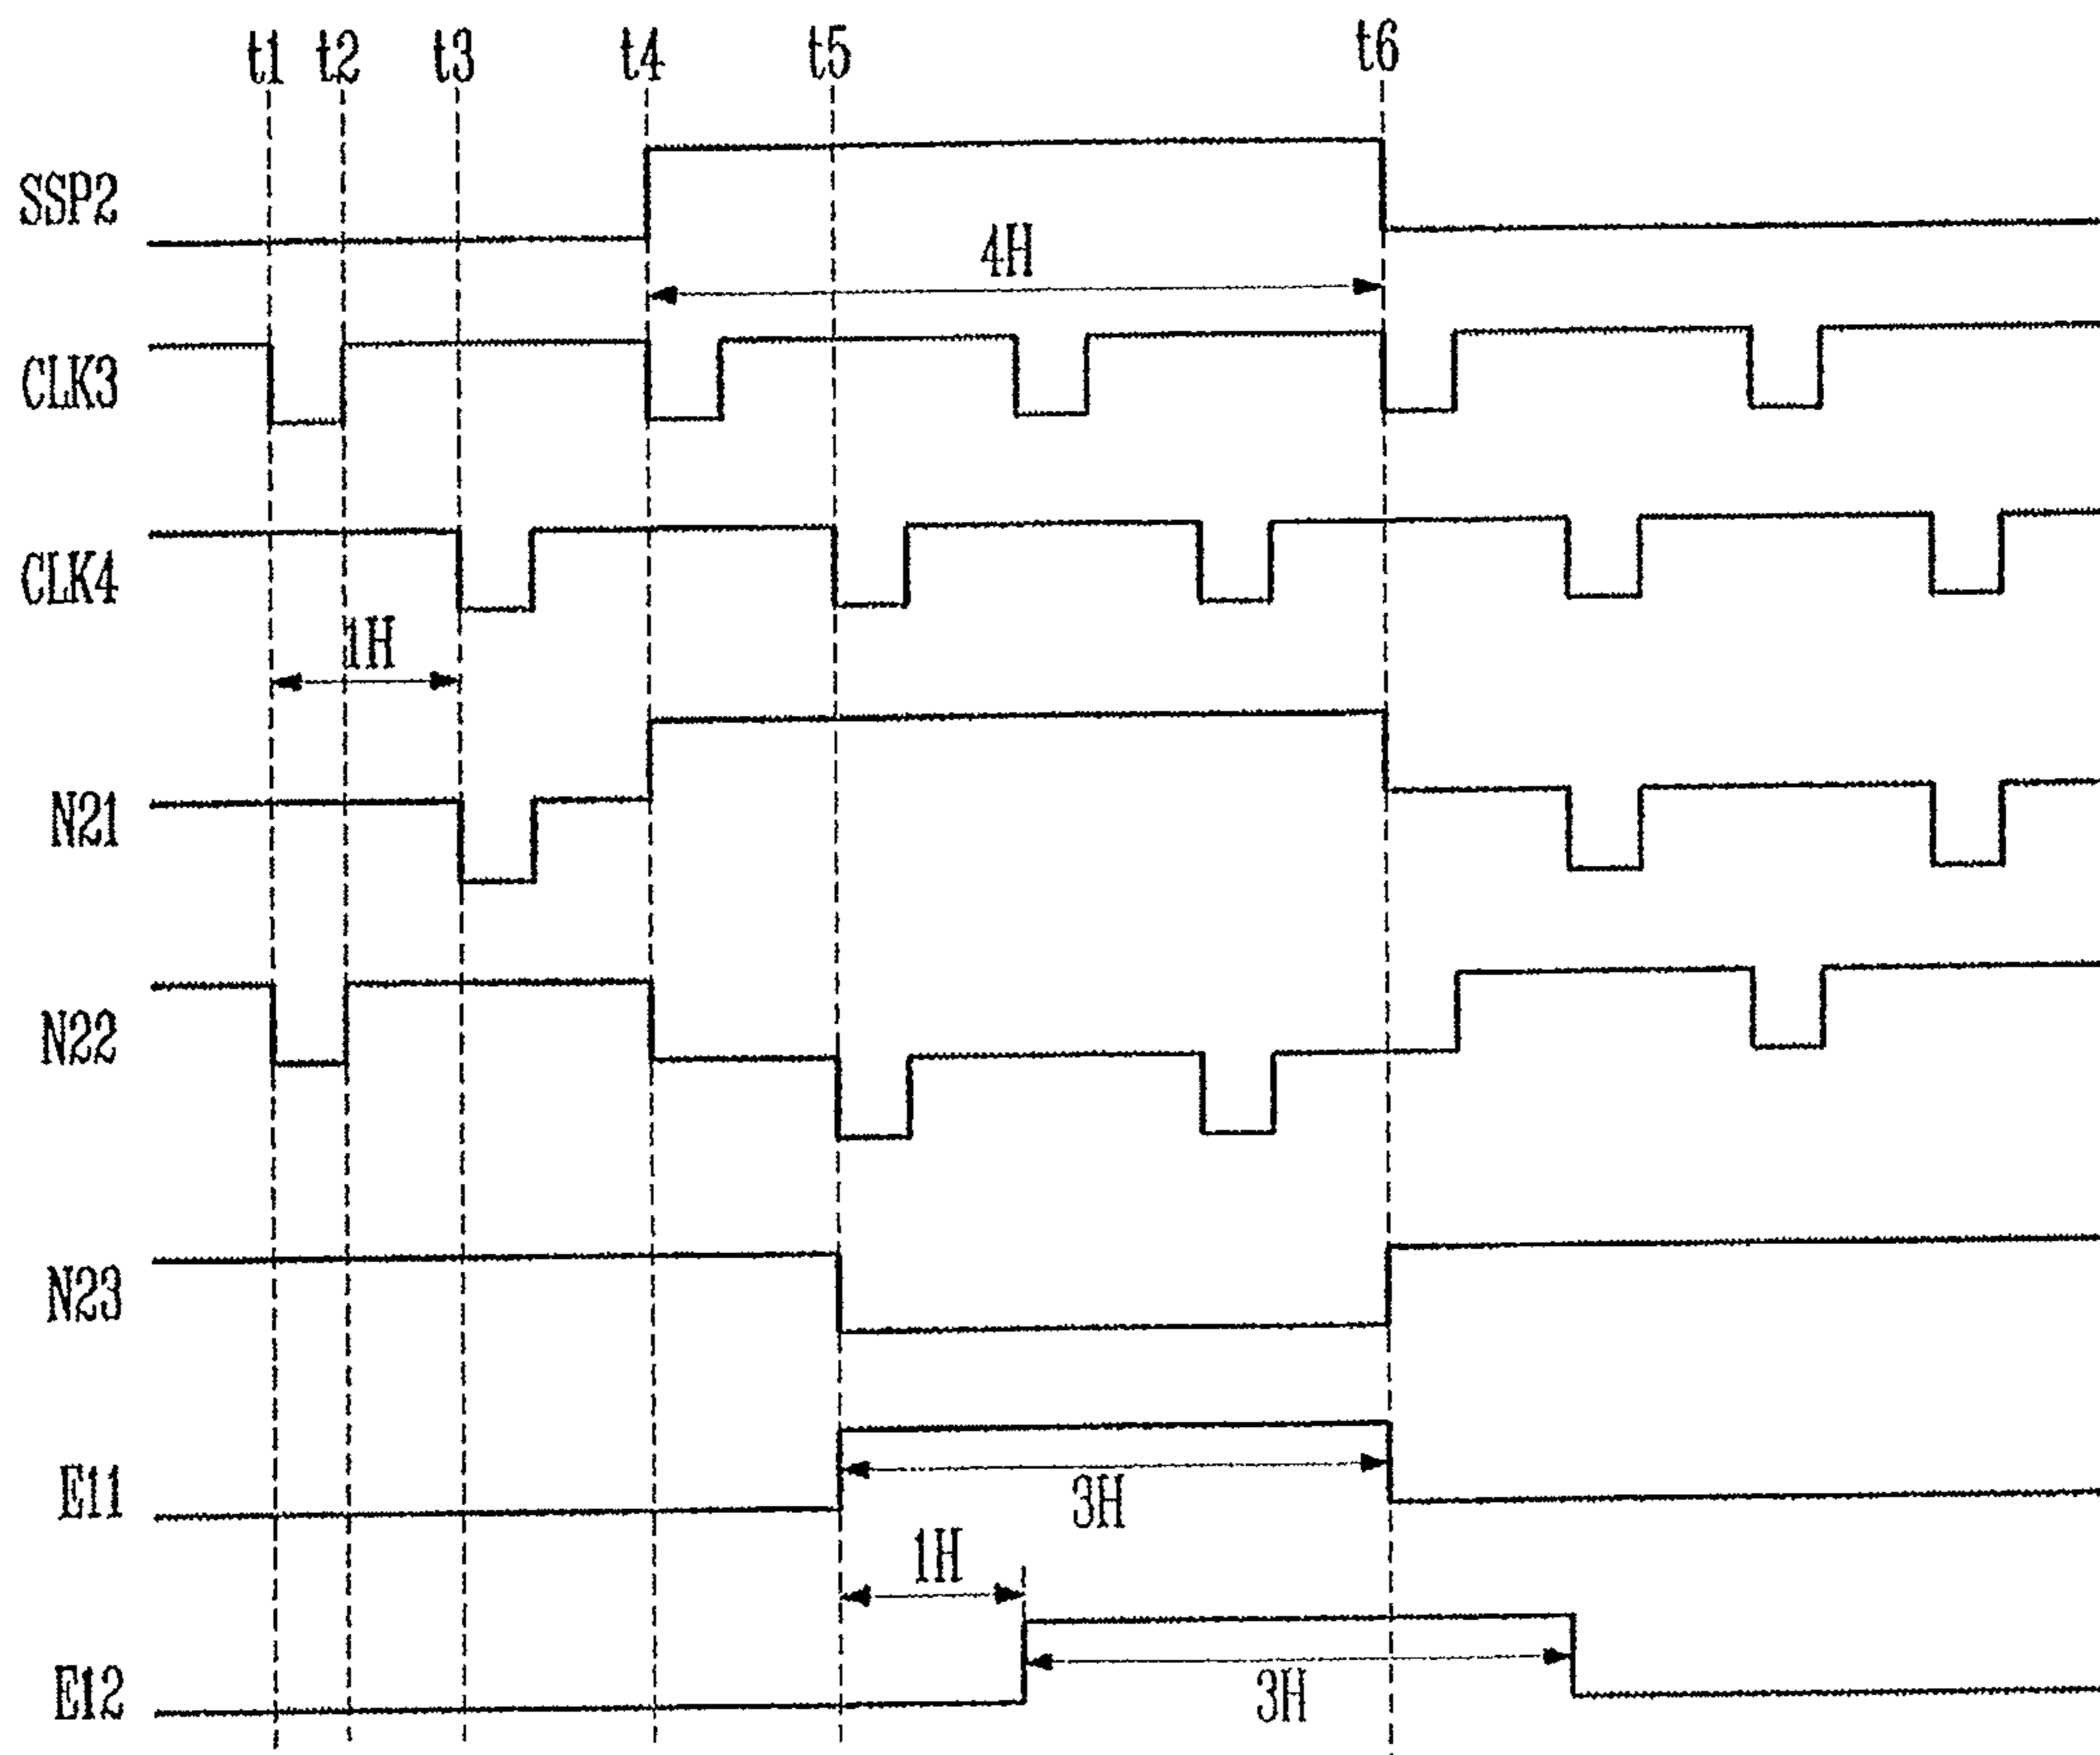 t1 t2 t3 t4 t5 t6
SSP2
4H
CLK3
CLK4
1H
N21
N22
N23
E11
3H
1H
E12
3H